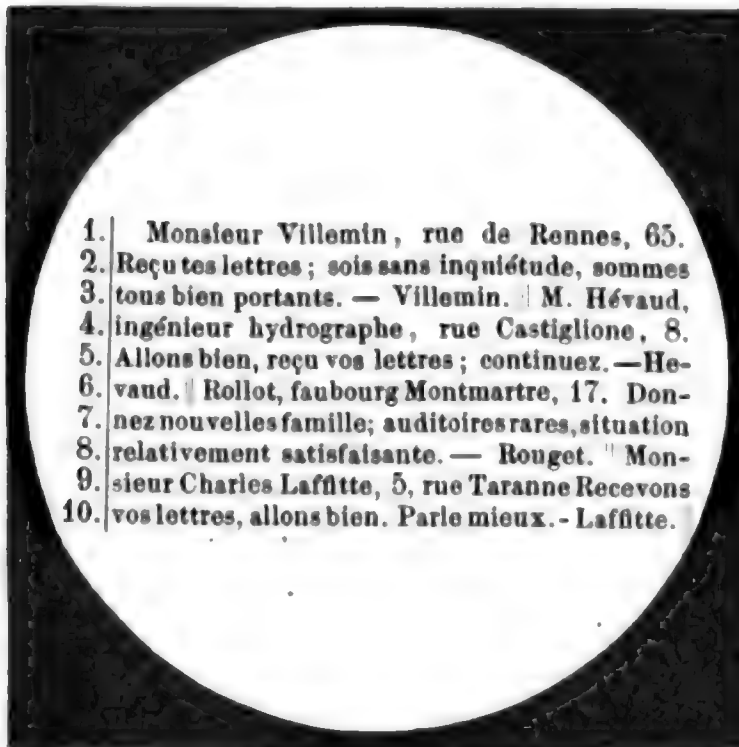 1. Monsieur Villemin, rue de Rennes, 65.
2. Reçu tes lettres; sois sans inquiétude, sommes
3. tous bien portants. — Villemin. | M. Hévaud,
4. ingénieur hydrographe, rue Castiglione, 8.
5. Allons bien, reçu vos lettres; continuez. — He-
6. vaud. || Rollot, faubourg Montmartre, 17. Don-
7. nez nouvelles famille; auditoires rares, situation
8. relativement satisfaisante. — Rouget. || Mon-
9. sieur Charles Laffitte, 5, rue Taranne Recevons
10. vos lettres, allons bien. Parle mieux. - Laffitte.